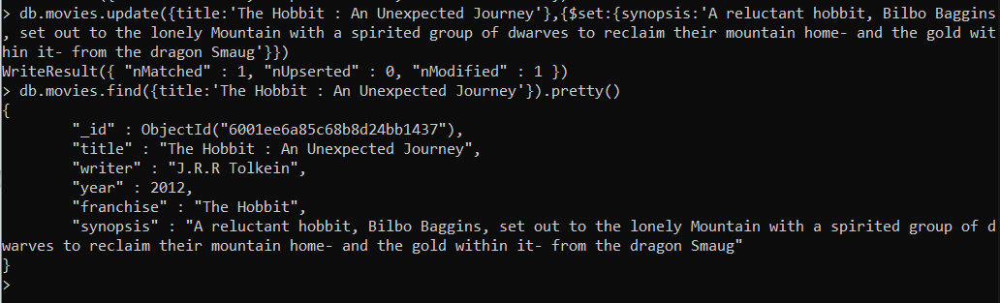 > db.movies.update({title:'The Hobbit : An Unexpected Journey'},{$set:{synopsis:'A reluctant hobbit, Bilbo Baggins
, set out to the lonely Mountain with a spirited group of dwarves to reclaim their mountain home- and the gold wit
hin it- from the dragon Smaug'}})
WriteResult({ "nMatched" : 1, "nUpserted" : 0, "nModified" : 1 })
> db.movies.find({title:'The Hobbit : An Unexpected Journey'}).pretty()
{
        "_id" : ObjectId("6001ee6a85c68b8d24bb1437"),
        "title" : "The Hobbit : An Unexpected Journey",
        "writer" : "J.R.R Tolkein",
        "year" : 2012,
        "franchise" : "The Hobbit",
        "synopsis" : "A reluctant hobbit, Bilbo Baggins, set out to the lonely Mountain with a spirited group of d
warves to reclaim their mountain home- and the gold within it- from the dragon Smaug"
}
>